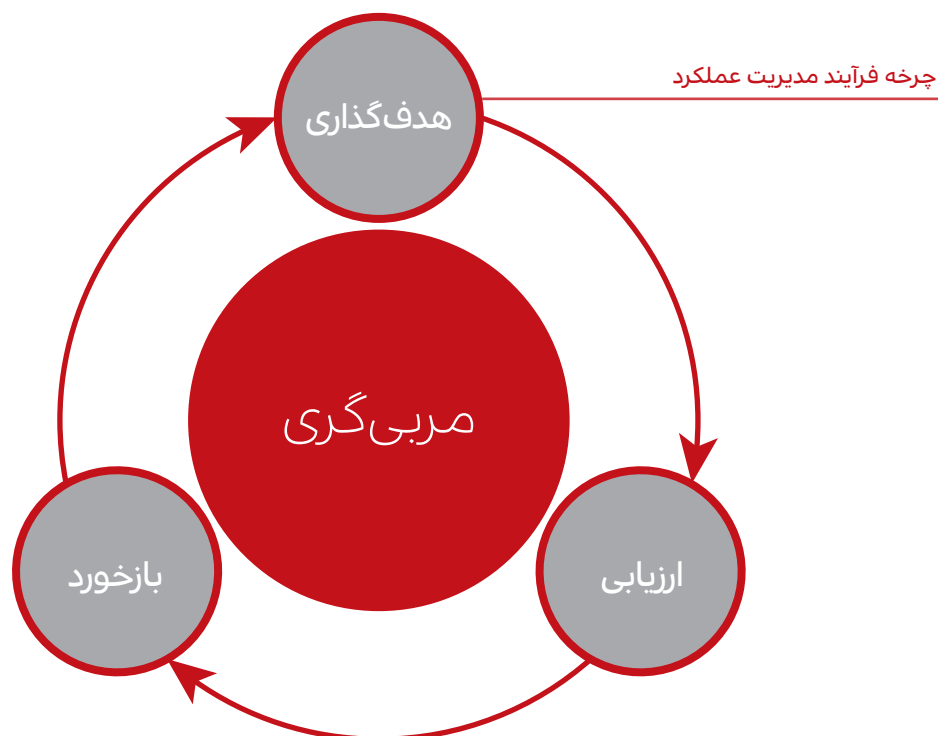 چرخه فرآیند مدیریت عملکرد
هدف‌گذاری
مربی‌گری
ارزیابی
بازخورد